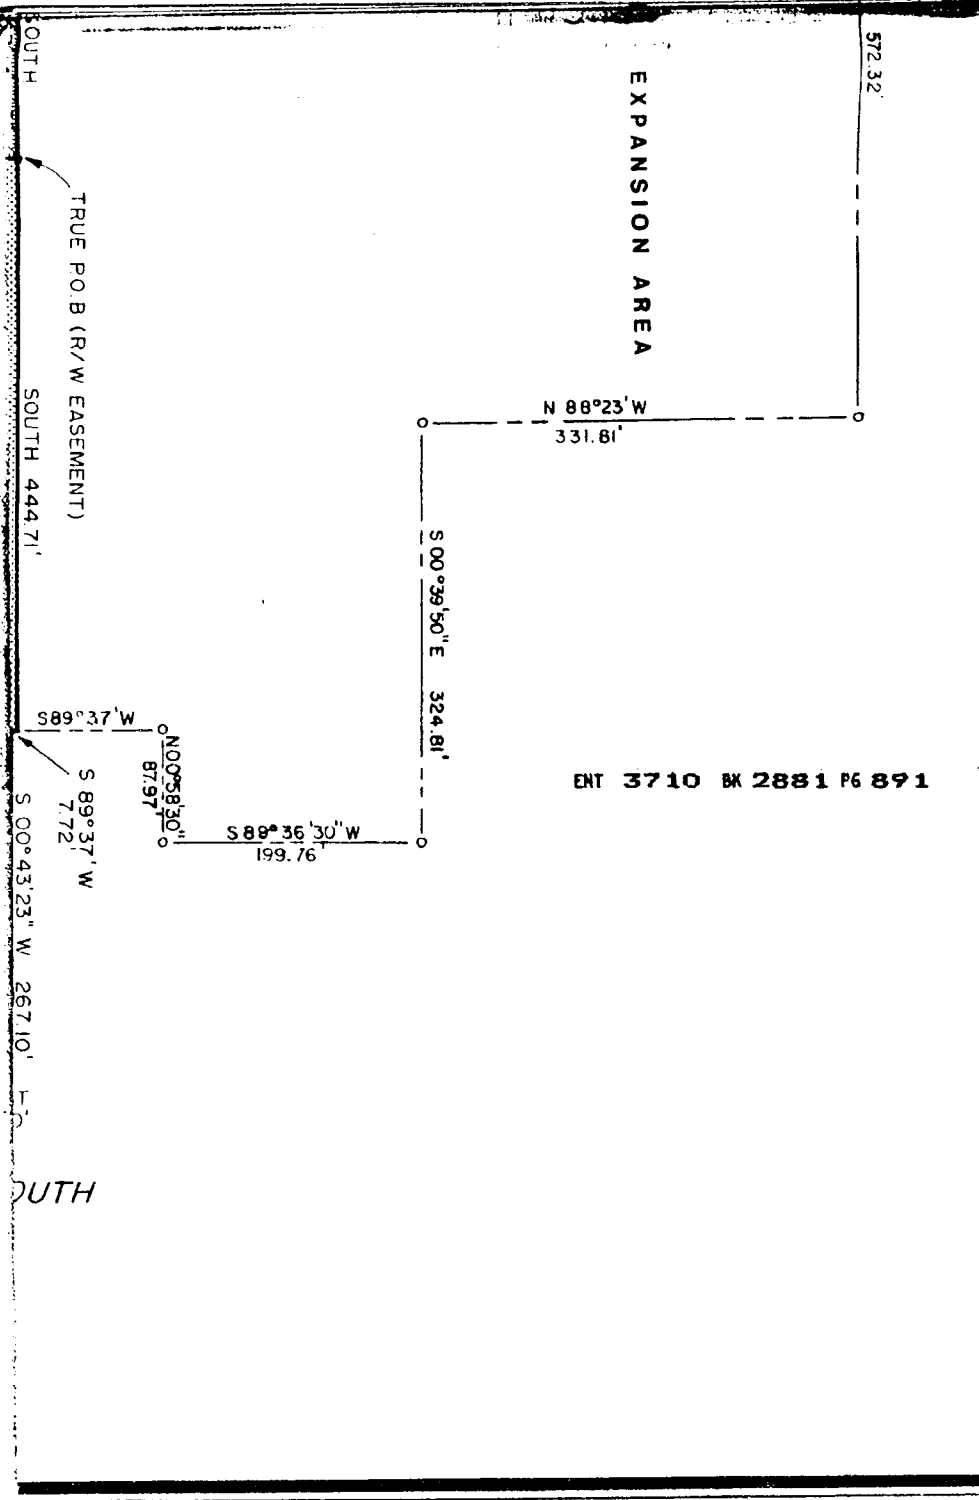 572.32'
SOUTH
EXPANSION AREA
TRUE P.O.B (R/W EASEMENT)
N 88°23'W
331.81'
SOUTH 444.71'
S 00°39'50"E 324.81'
S89°37'W
N00°58'30"
87.97'
S 89°37'W
7.72'
ENT 3710 BK 2881 PG 891
S89°36'30"W
199.76'
S 00°43'23"W 267.10'
OUTH